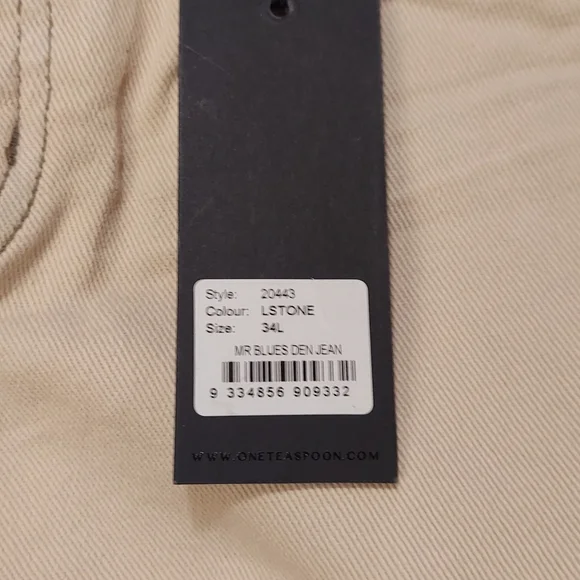 Style: 20443
Colour: LSTONE
Size: 34L
MR BLUES DEN JEAN
9 334856 909332
WWW.ONETEASPOON.COM